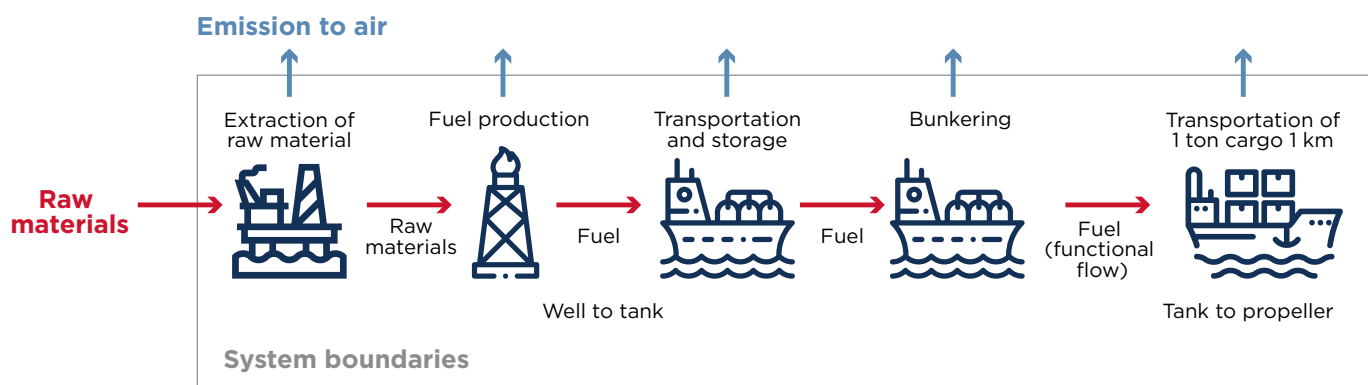 Emission to air
Extraction of
raw material
Fuel production
Transportation
and storage
Bunkering
Transportation of
1 ton cargo 1 km
Raw
materials
Raw
materials
Fuel
Fuel
Fuel
(functional
flow)
Well to tank
Tank to propeller
System boundaries